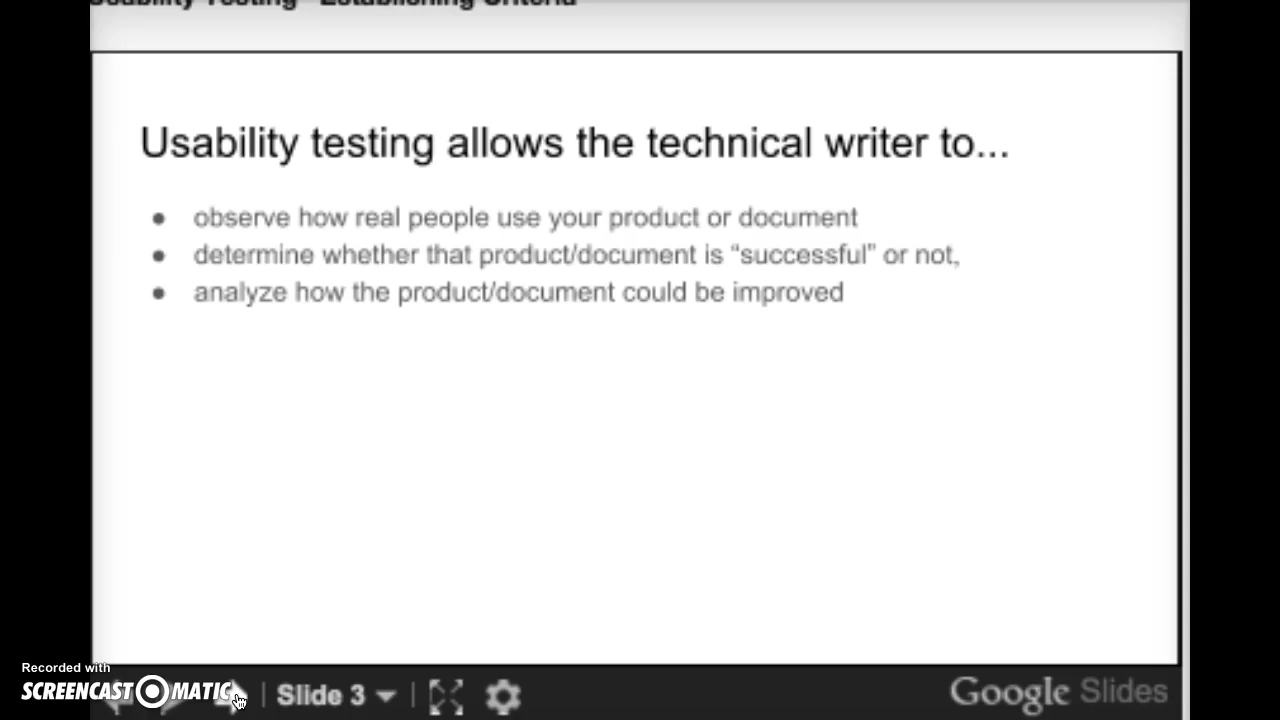 Usability Testing - Establishing Criteria
Usability testing allows the technical writer to...
● observe how real people use your product or document
● determine whether that product/document is “successful” or not,
● analyze how the product/document could be improved
Recorded with
SCREENCAST-O-MATIC
Slide 3
Google Slides